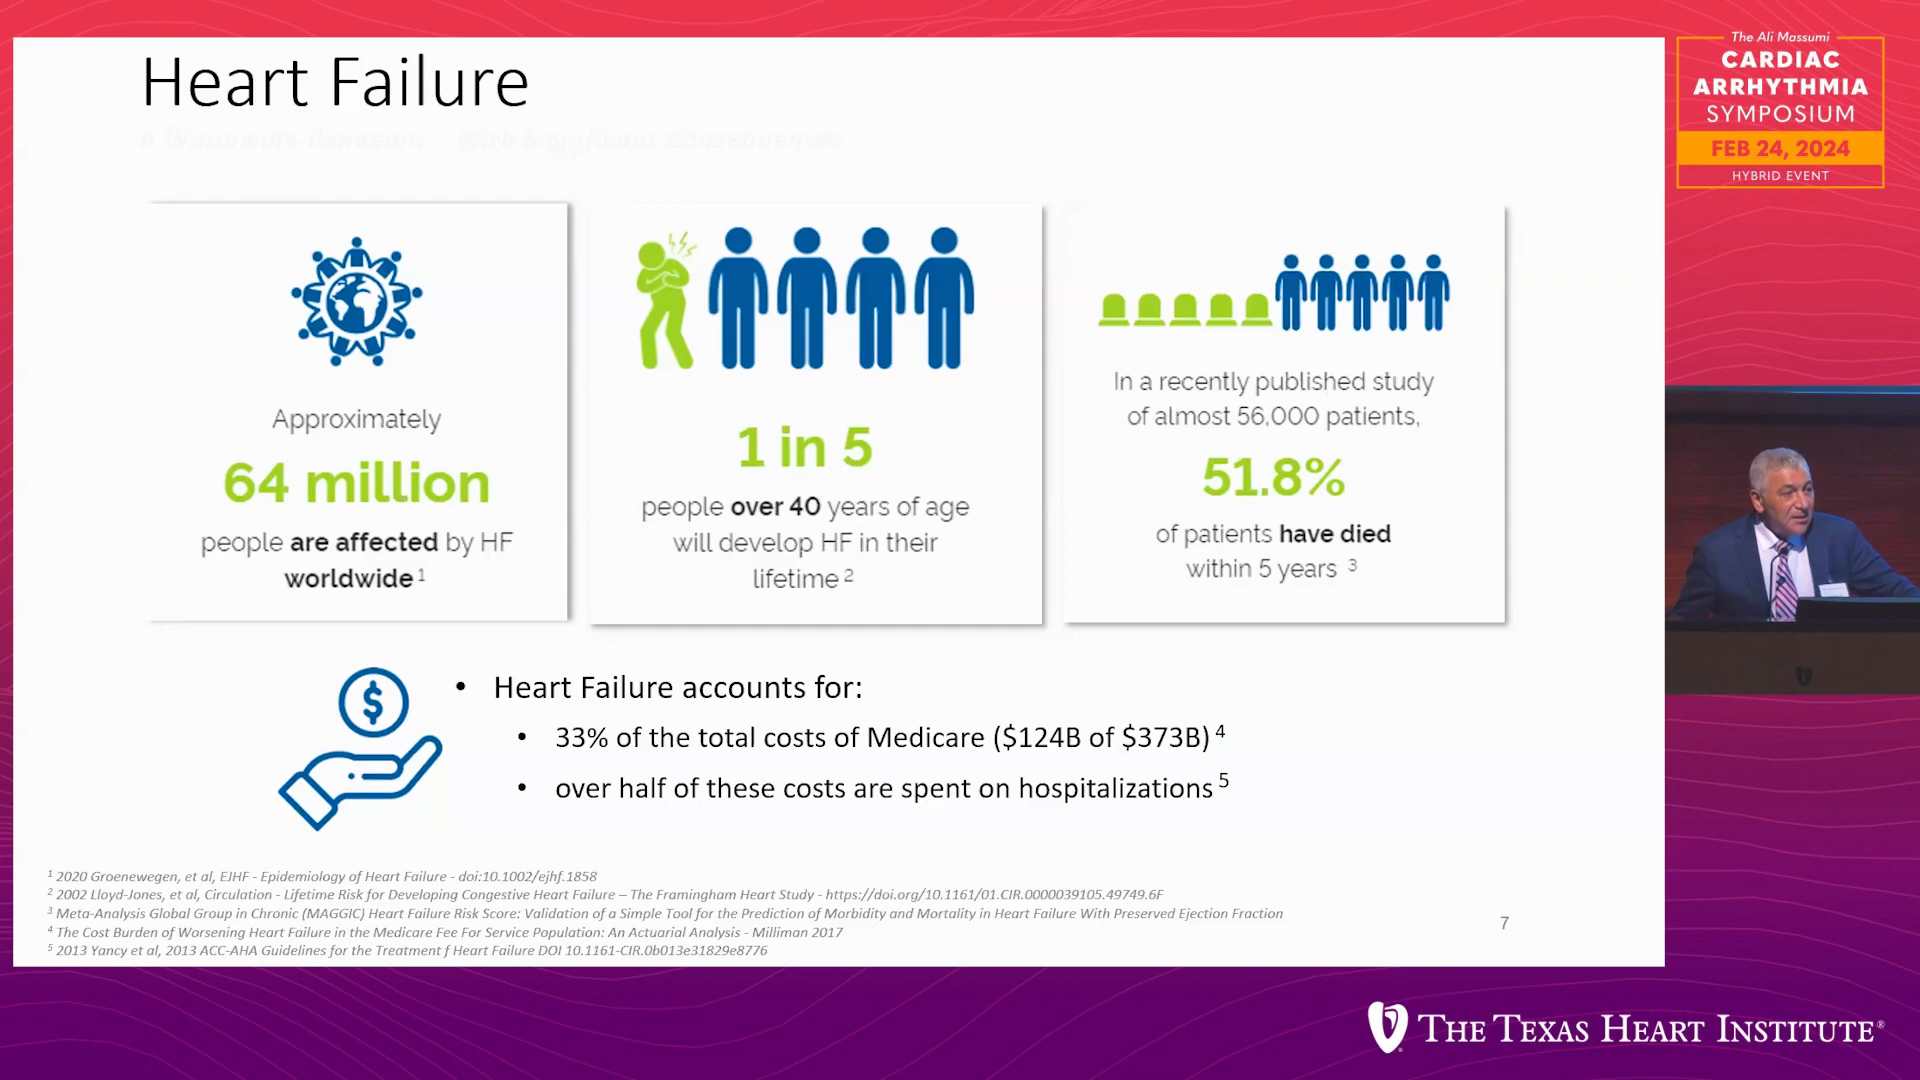 Heart Failure
A Worldwide Pandemic - With Significant Consequences
Approximately
64 million
people are affected by HF
worldwide 1
1 in 5
people over 40 years of age
will develop HF in their
lifetime 2
In a recently published study
of almost 56,000 patients,
51.8%
of patients have died
within 5 years 3
$
• Heart Failure accounts for:
• 33% of the total costs of Medicare ($124B of $373B) 4
• over half of these costs are spent on hospitalizations 5
1 2020 Groenewegen, et al, EJHF - Epidemiology of Heart Failure - doi:10.1002/ejhf.1858
2 2002 Lloyd-Jones, et al, Circulation - Lifetime Risk for Developing Congestive Heart Failure – The Framingham Heart Study - https://doi.org/10.1161/01.CIR.0000039105.49749.6F
3 Meta-Analysis Global Group in Chronic (MAGGIC) Heart Failure Risk Score: Validation of a Simple Tool for the Prediction of Morbidity and Mortality in Heart Failure With Preserved Ejection Fraction
4 The Cost Burden of Worsening Heart Failure in the Medicare Fee For Service Population: An Actuarial Analysis - Milliman 2017
5 2013 Yancy et al, 2013 ACC-AHA Guidelines for the Treatment f Heart Failure DOI 10.1161-CIR.0b013e31829e8776
7
The Ali Massumi
CARDIAC
ARRHYTHMIA
SYMPOSIUM
FEB 24, 2024
HYBRID EVENT
THE TEXAS HEART INSTITUTE®